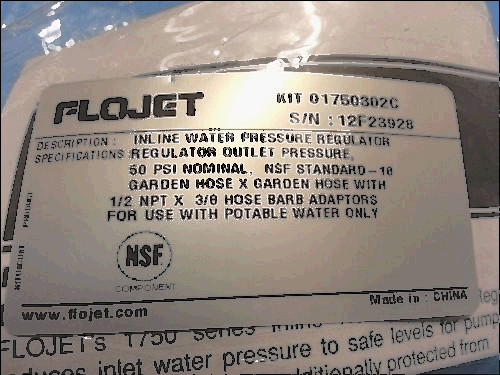 FLOJET
KIT 01750302C
S/N : 12F23928
DESCRIPTION : INLINE WATER PRESSURE REGULATOR
SPECIFICATIONS : REGULATOR OUTLET PRESSURE,
50 PSI NOMINAL, NSF STANDARD-18
GARDEN HOSE X GARDEN HOSE WITH
1/2 NPT X 3/8 HOSE BARB ADAPTORS
FOR USE WITH POTABLE WATER ONLY
NSF
COMPONENT
Made in : CHINA
www.flojet.com
FLOJET's 1750 series
reduces inlet water pressure to safe levels for pump
additionally protected from